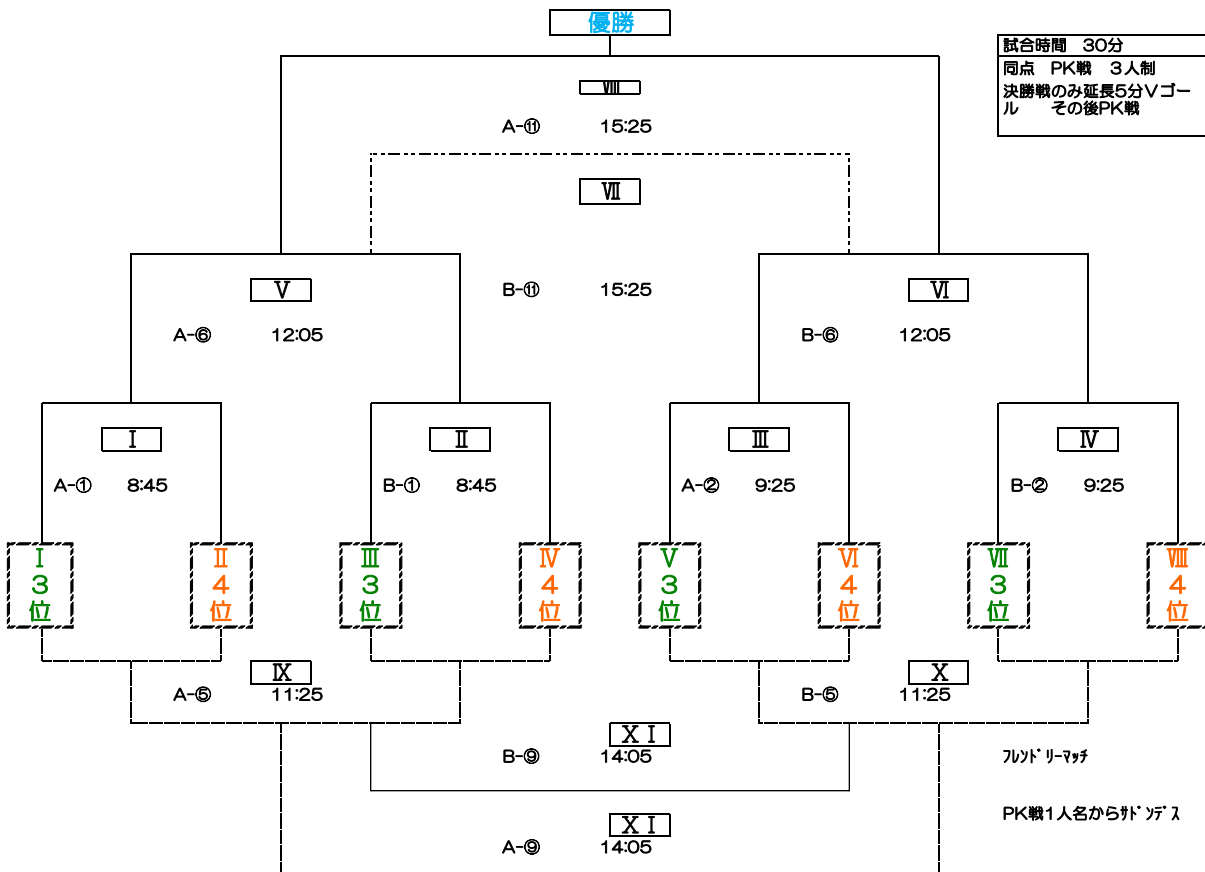 優勝
試合時間 30分
同点 PK戦 3人制
決勝戦のみ延長5分Vゴー
ル その後PK戦
Ⅷ
A-⑪ 15:25
Ⅶ
B-⑪ 15:25
Ⅴ
A-⑥ 12:05
Ⅵ
B-⑥ 12:05
Ⅰ
A-① 8:45
Ⅱ
B-① 8:45
Ⅲ
A-② 9:25
Ⅳ
B-② 9:25
Ⅰ
3
位
Ⅱ
4
位
Ⅲ
3
位
Ⅳ
4
位
Ⅴ
3
位
Ⅵ
4
位
Ⅶ
3
位
Ⅷ
4
位
Ⅸ
A-⑤ 11:25
Ⅹ
B-⑤ 11:25
ⅩⅠ
B-⑨ 14:05
ⅩⅠ
A-⑨ 14:05
フレンドリーマッチ
PK戦1人名からサドンデス